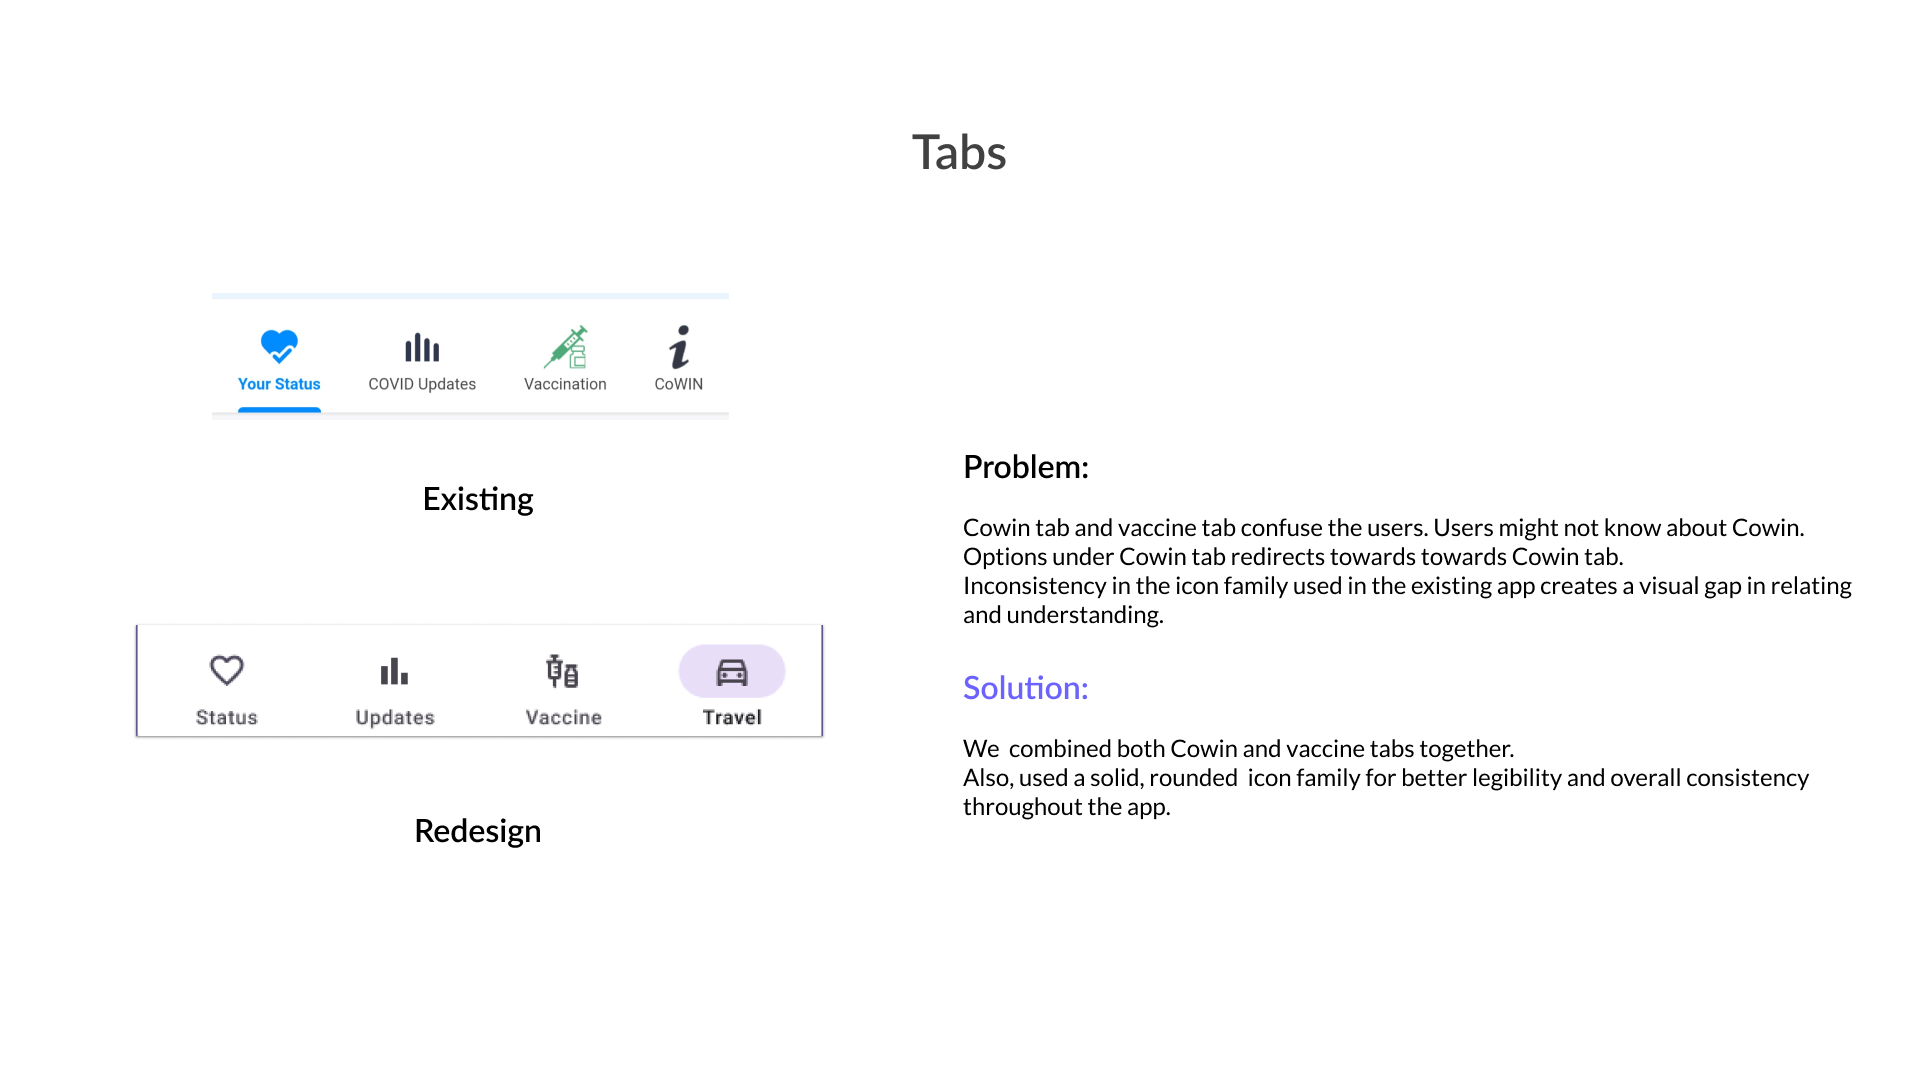 Tabs
Your Status
COVID Updates
Vaccination
CoWIN
Existing
Status
Updates
Vaccine
Travel
Redesign
Problem:
Cowin tab and vaccine tab confuse the users. Users might not know about Cowin.
Options under Cowin tab redirects towards towards Cowin tab.
Inconsistency in the icon family used in the existing app creates a visual gap in relating
and understanding.
Solution:
We  combined both Cowin and vaccine tabs together.
Also, used a solid, rounded  icon family for better legibility and overall consistency
throughout the app.